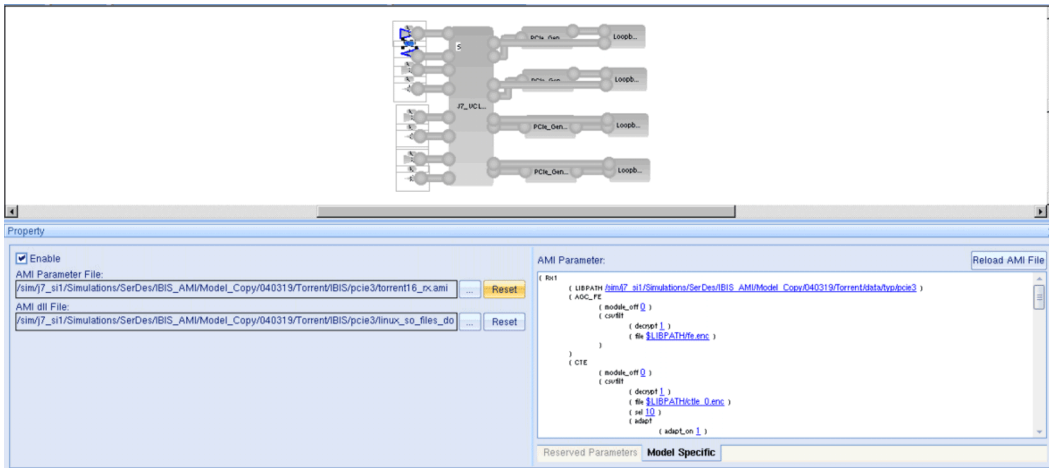 S
PCIe_Gen...
Loopb...
PCIe_Gen...
Loopb...
J7_VCL...
PCIe_Gen...
Loopb...
PCIe_Gen...
Loopb...
Property
Enable
AMI Parameter File:
/sim/j7_si1/Simulations/SerDes/IBIS_AMI/Model_Copy/040319/Torrent/IBIS/pcie3/torrent16_rx.ami ... Reset
AMI dll File:
/sim/j7_si1/Simulations/SerDes/IBIS_AMI/Model_Copy/040319/Torrent/IBIS/pcie3/linux_so_files_do ... Reset
AMI Parameter: Reload AMI File
( RX1
( LIBPATH /sim/j7_si1/Simulations/SerDes/IBIS_AMI/Model_Copy/040319/Torrent/data/typ/pcie3 )
( AGC_FE
( module_off 0 )
( csvfilt
( decrypt 1 )
( file $LIBPATH/fe.enc )
)
)
( CTE
( module_off 0 )
( csvfilt
( decrypt 1 )
( file $LIBPATH/ctle_0.enc )
( sel 10 )
( adapt
( adapt_on 1 )
Reserved Parameters Model Specific